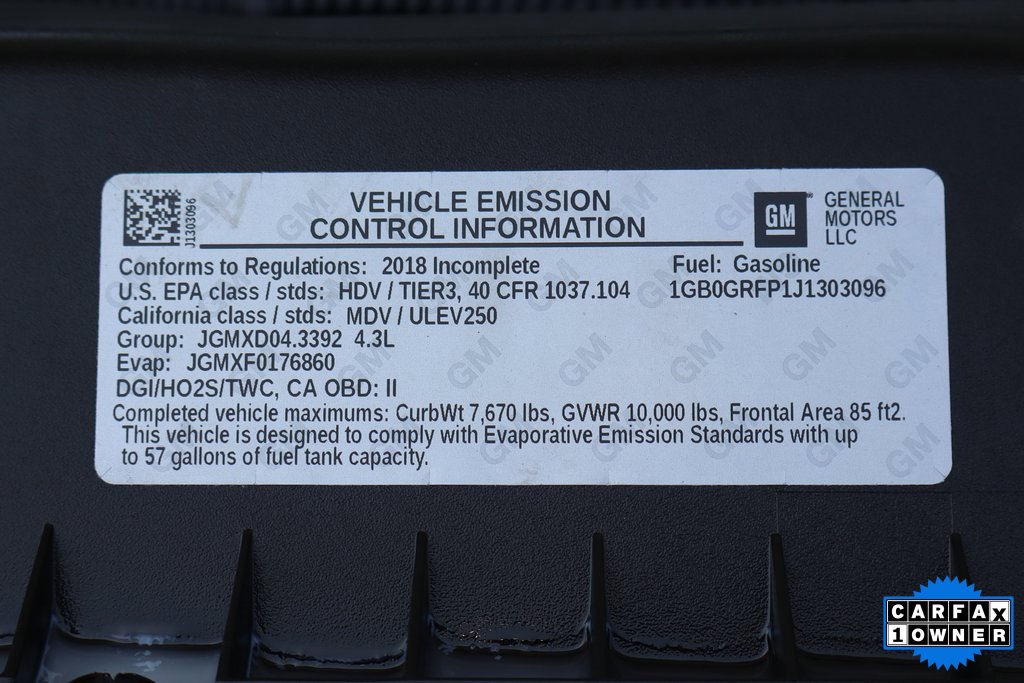 J1303096
VEHICLE EMISSION
CONTROL INFORMATION
GM
GENERAL
MOTORS
LLC
Conforms to Regulations: 2018 Incomplete
Fuel: Gasoline
U.S. EPA class / stds: HDV / TIER3, 40 CFR 1037.104
1GB0GRFP1J1303096
California class / stds: MDV / ULEV250
Group: JGMXD04.3392 4.3L
Evap: JGMXF0176860
DGI/HO2S/TWC, CA OBD: II
Completed vehicle maximums: CurbWt 7,670 lbs, GVWR 10,000 lbs, Frontal Area 85 ft2.
This vehicle is designed to comply with Evaporative Emission Standards with up
to 57 gallons of fuel tank capacity.
CARFAX
1 OWNER